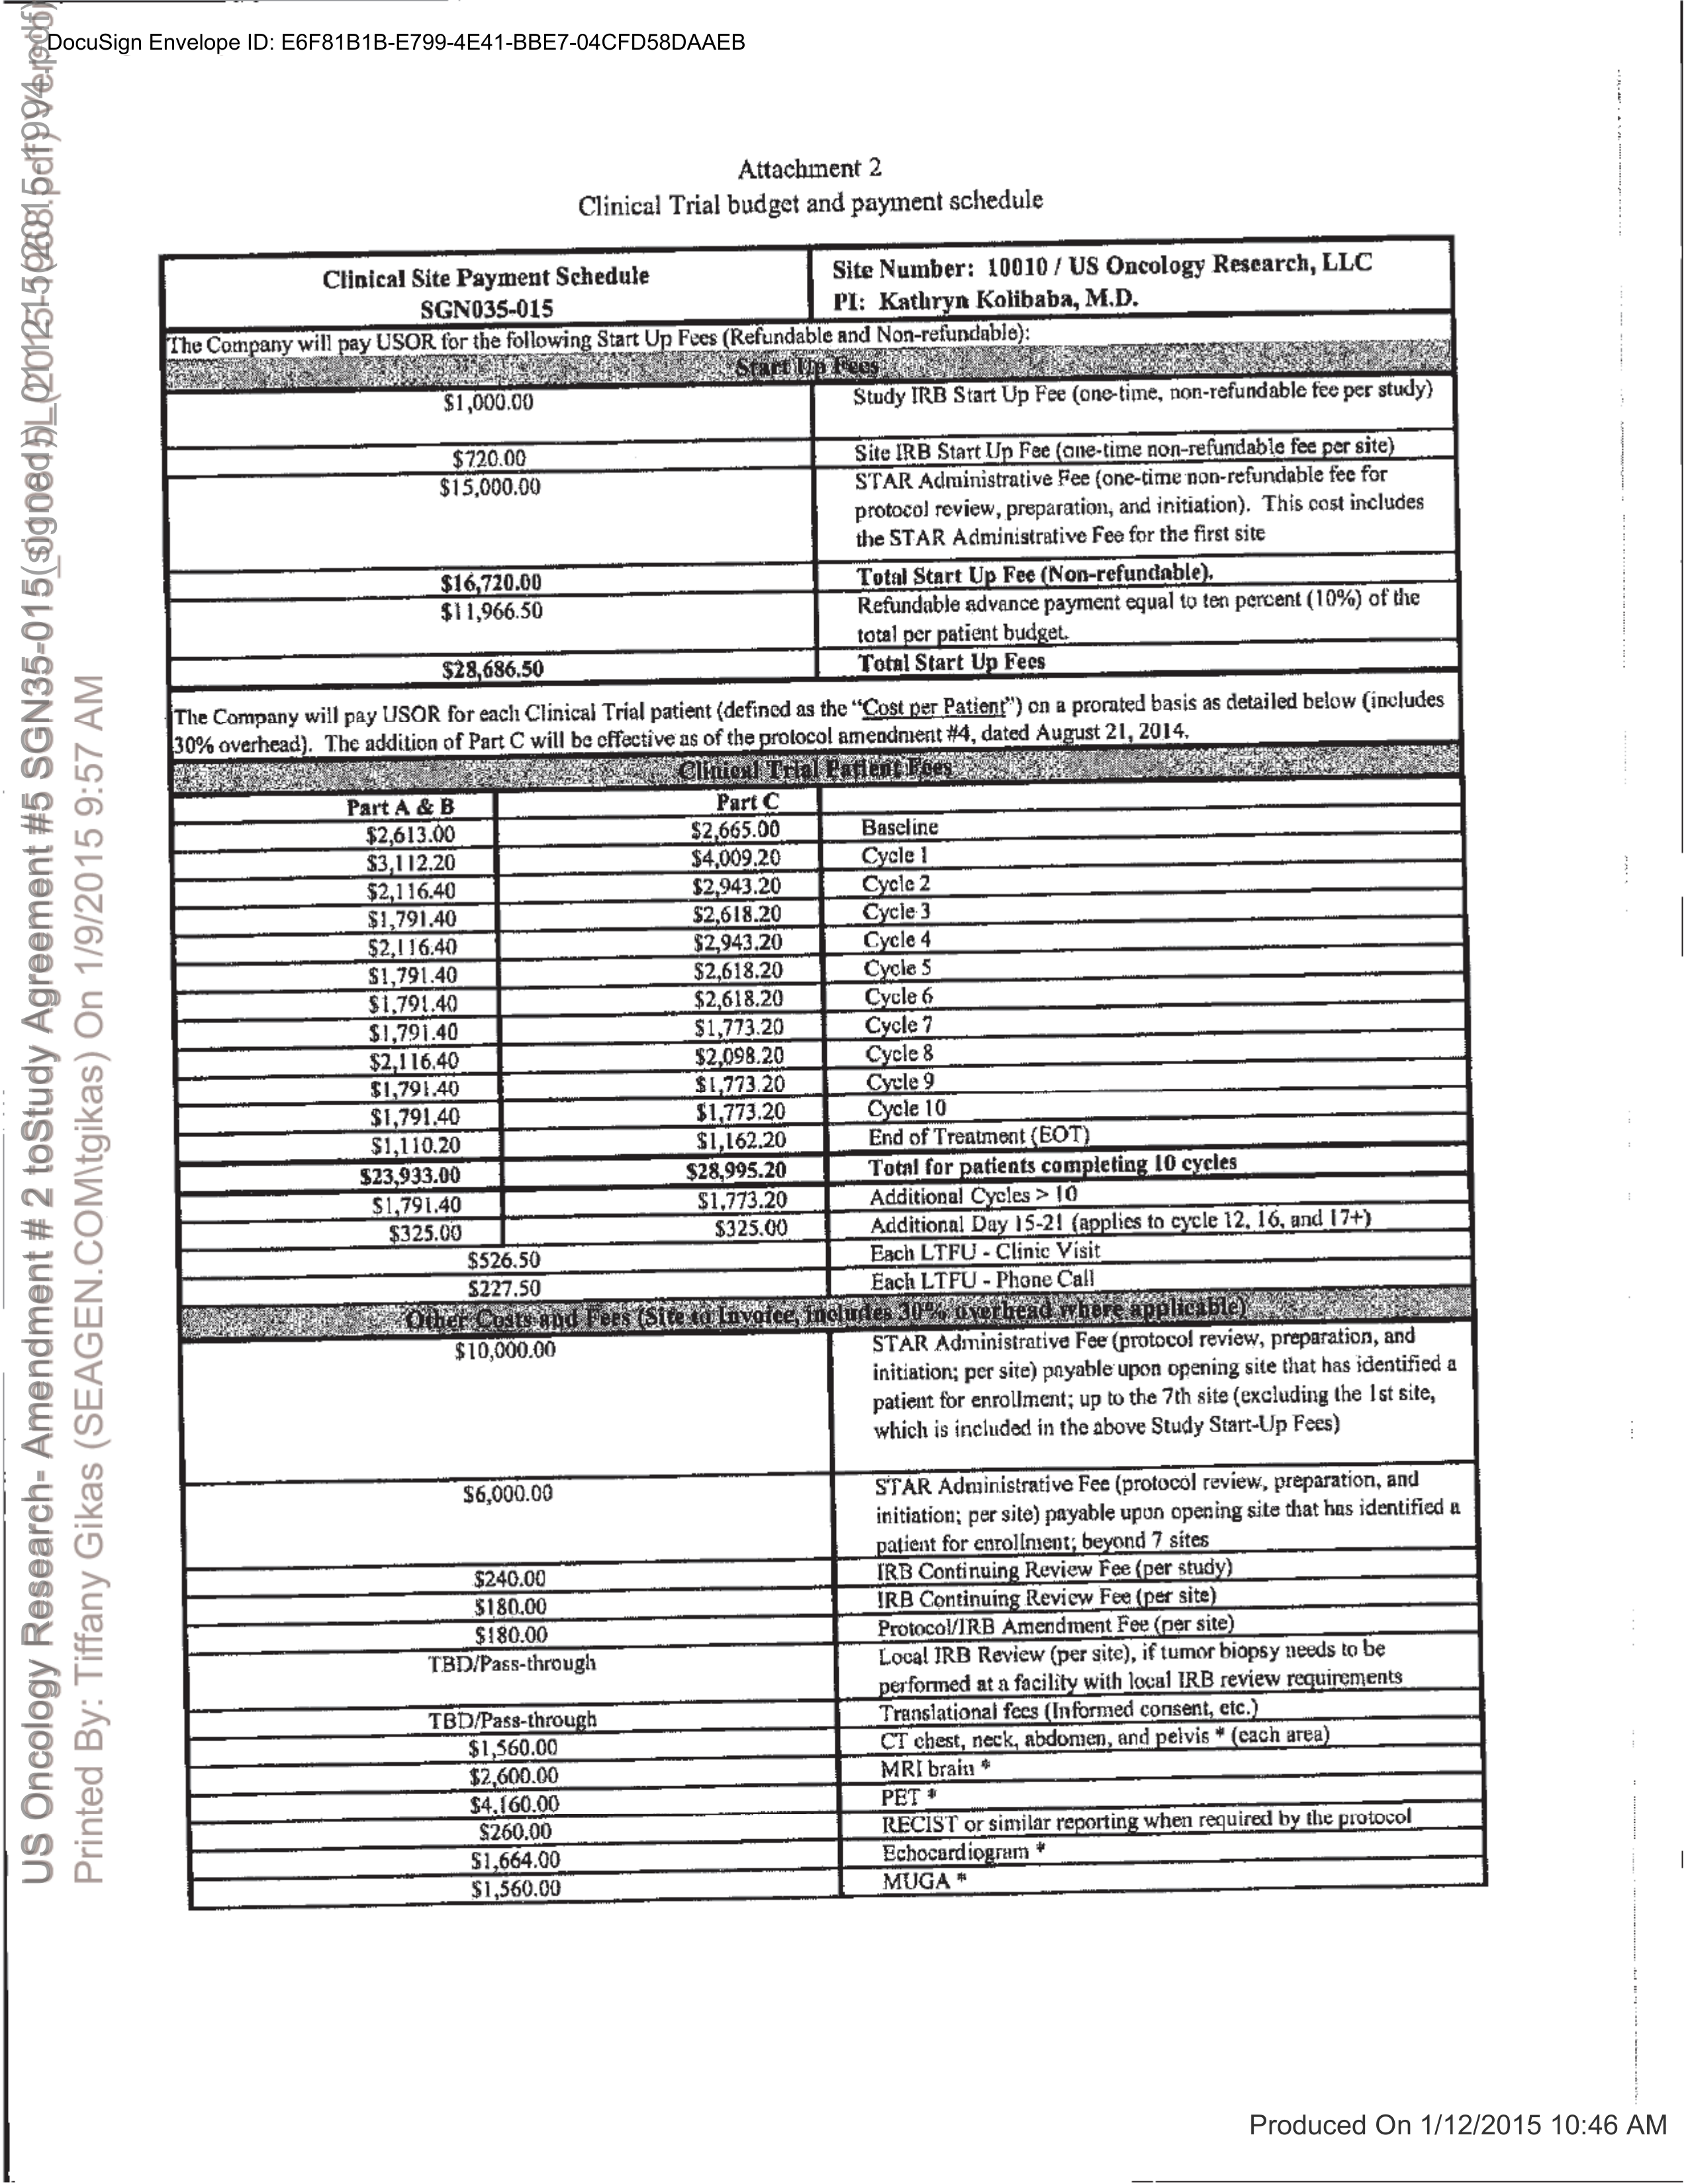 DocuSign Envelope ID: E6F81B1B-E799-4E41-BBE7-04CFD58DAAEB
Attachment 2
Clinical Trial budget and payment schedule
Clinical Site Payment Schedule
SGN035-015
Site Number: 10010 / US Oncology Research, LLC
PI: Kathryn Kolibaba, M.D.
The Company will pay USOR for the following Start Up Fees (Refundable and Non-refundable):
Start Up Fees
$1,000.00 Study IRB Start Up Fee (one-time, non-refundable fee per study)
$720.00 Site IRB Start Up Fee (one-time non-refundable fee per site)
$15,000.00 STAR Administrative Fee (one-time non-refundable fee for
protocol review, preparation, and initiation). This cost includes
the STAR Administrative Fee for the first site
$16,720.00 Total Start Up Fee (Non-refundable).
$11,966.50 Refundable advance payment equal to ten percent (10%) of the
total per patient budget.
$28,686.50 Total Start Up Fees
The Company will pay USOR for each Clinical Trial patient (defined as the “Cost per Patient”) on a prorated basis as detailed below (includes
30% overhead). The addition of Part C will be effective as of the protocol amendment #4, dated August 21, 2014.
Clinical Trial Patient Fees
Part A & B Part C
$2,613.00 $2,665.00 Baseline
$3,112.20 $4,009.20 Cycle 1
$2,116.40 $2,943.20 Cycle 2
$1,791.40 $2,618.20 Cycle 3
$2,116.40 $2,943.20 Cycle 4
$1,791.40 $2,618.20 Cycle 5
$1,791.40 $2,618.20 Cycle 6
$1,791.40 $1,773.20 Cycle 7
$2,116.40 $2,098.20 Cycle 8
$1,791.40 $1,773.20 Cycle 9
$1,791.40 $1,773.20 Cycle 10
$1,110.20 $1,162.20 End of Treatment (EOT)
$23,933.00 $28,995.20 Total for patients completing 10 cycles
$1,791.40 $1,773.20 Additional Cycles > 10
$325.00 $325.00 Additional Day 15-21 (applies to cycle 12, 16, and 17+)
$526.50 Each LTFU - Clinic Visit
$227.50 Each LTFU - Phone Call
Other Costs and Fees (Site to Invoice, includes 30% overhead where applicable)
$10,000.00 STAR Administrative Fee (protocol review, preparation, and
initiation; per site) payable upon opening site that has identified a
patient for enrollment; up to the 7th site (excluding the 1st site,
which is included in the above Study Start-Up Fees)
$6,000.00 STAR Administrative Fee (protocol review, preparation, and
initiation; per site) payable upon opening site that has identified a
patient for enrollment; beyond 7 sites
$240.00 IRB Continuing Review Fee (per study)
$180.00 IRB Continuing Review Fee (per site)
$180.00 Protocol/IRB Amendment Fee (per site)
TBD/Pass-through Local IRB Review (per site), if tumor biopsy needs to be
performed at a facility with local IRB review requirements
TBD/Pass-through Translational fees (Informed consent, etc.)
$1,560.00 CT chest, neck, abdomen, and pelvis * (each area)
$2,600.00 MRI brain *
$4,160.00 PET *
$260.00 RECIST or similar reporting when required by the protocol
$1,664.00 Echocardiogram *
$1,560.00 MUGA *
US Oncology Research- Amendment # 2 toStudy Agreement #5 SGN35-015
Printed By: Tiffany Gikas (SEAGEN.COM\tgikas) On 1/9/2015 9:57 AM
Produced On 1/12/2015 10:46 AM